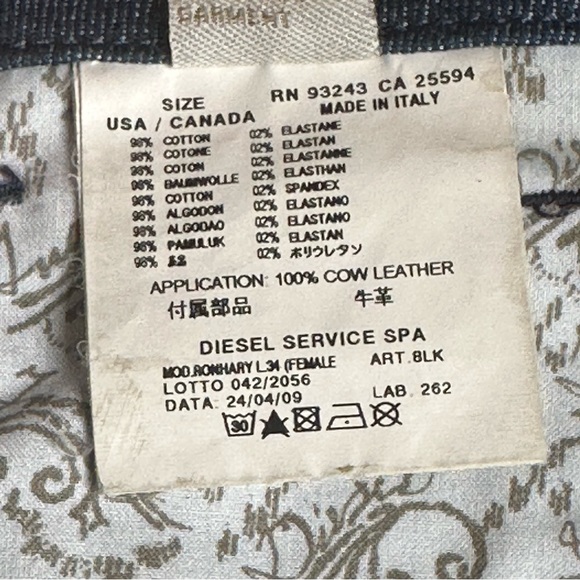 GARMENT
SIZE RN 93243 CA 25594
USA / CANADA MADE IN ITALY
98% COTTON 02% ELASTANE
98% COTONE 02% ELASTAN
98% COTON 02% ELASTANNE
98% BAUMWOLLE 02% ELASTHAN
98% COTTON 02% SPANDEX
98% ALGODON 02% ELASTANO
98% ALGODAO 02% ELASTANO
98% PAMULUK 02% ELASTAN
98% 02% ポリウレタン
APPLICATION: 100% COW LEATHER
付属部品 牛革
DIESEL SERVICE SPA
MOD.RONHARY L.34 (FEMALE ART.8LK
LOTTO 042/2056
DATA: 24/04/09 LAB. 262
30